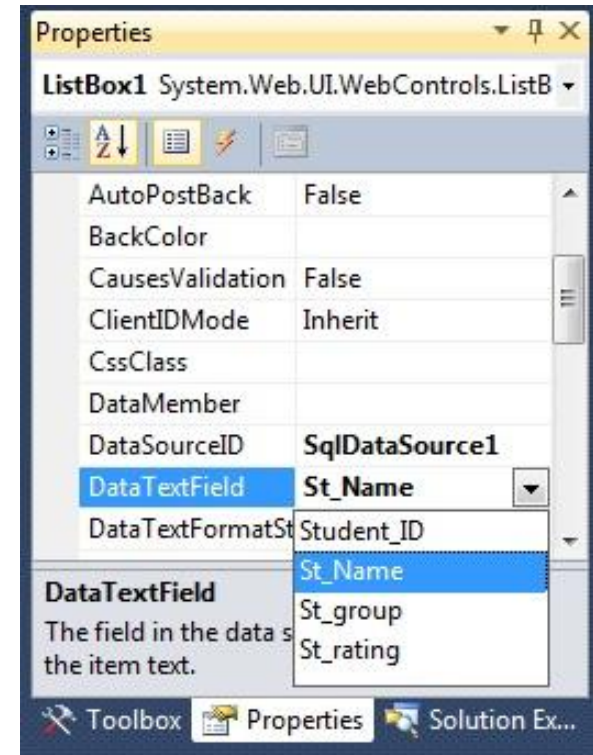 Properties
ListBox1 System.Web.UI.WebControls.ListB
A
Z
AutoPostBack False
BackColor
CausesValidation False
ClientIDMode Inherit
CssClass
DataMember
DataSourceID SqlDataSource1
DataTextField St_Name
DataTextFormatSt Student_ID
St_Name
St_group
St_rating
DataTextField
The field in the data s
the item text.
Toolbox Properties Solution Ex...